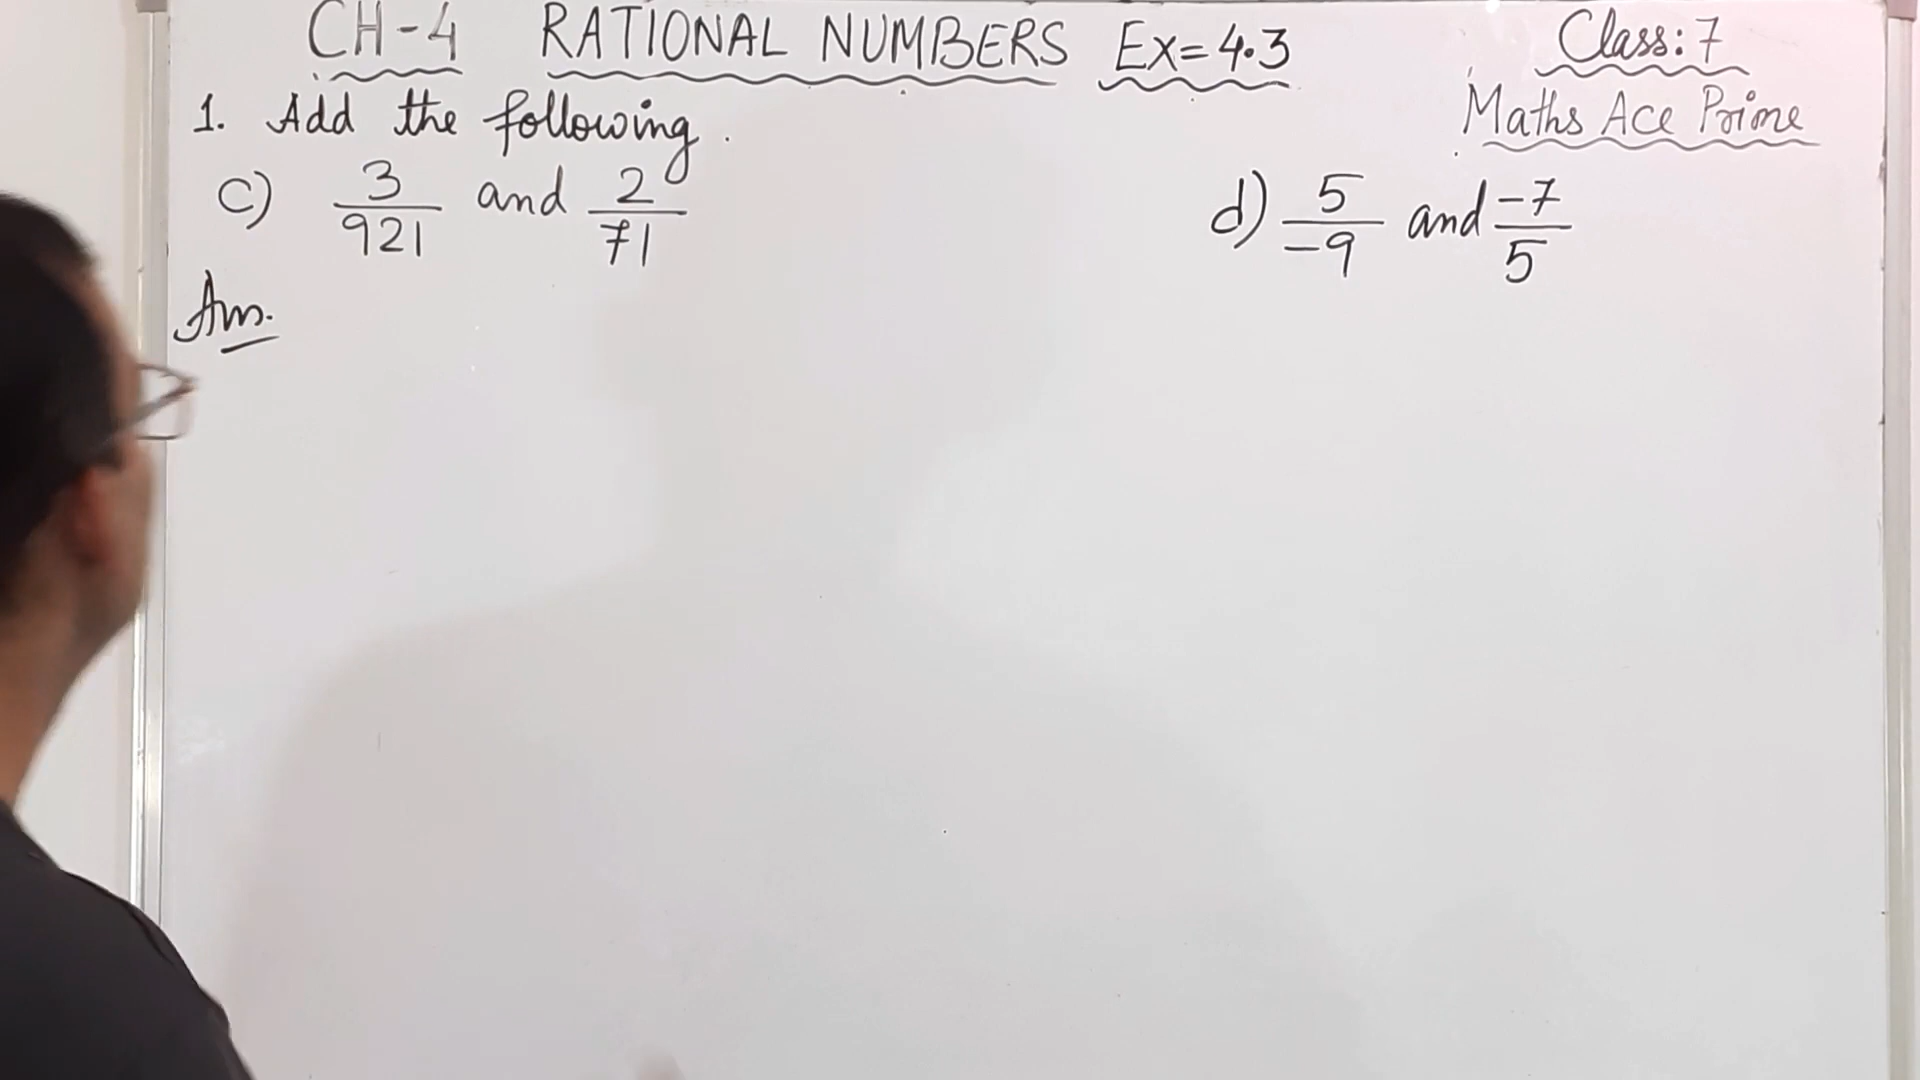 CH-4 RATIONAL NUMBERS Ex=4.3 Class:7
Maths Ace Prime
1. Add the following.
c) 3/921 and 2/71
d) 5/-9 and -7/5
Ans.